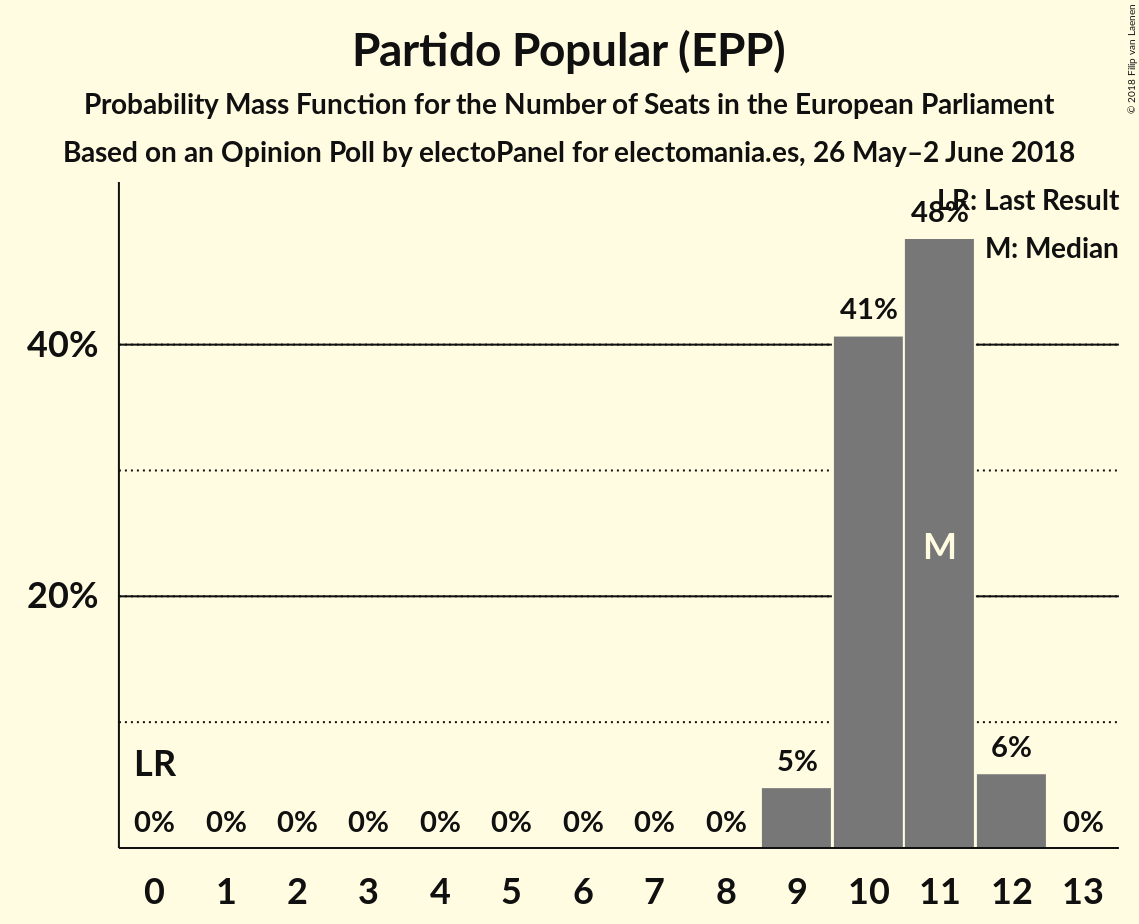 Partido Popular (EPP)
Probability Mass Function for the Number of Seats in the European Parliament
Based on an Opinion Poll by electoPanel for electomania.es, 26 May–2 June 2018
© 2018 Filip van Laenen
LR: Last Result
M: Median
48%
41%
40%
M
20%
LR
5%
6%
0% 0% 0% 0% 0% 0% 0% 0% 0% 0%
0 1 2 3 4 5 6 7 8 9 10 11 12 13